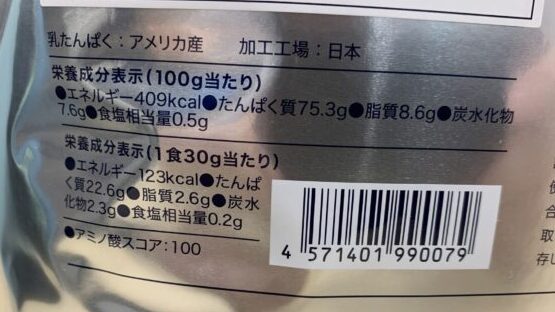 乳たんぱく：アメリカ産　加工工場：日本
栄養成分表示(100g当たり)
●エネルギー409kcal●たんぱく質75.3g●脂質8.6g●炭水化物
7.6g●食塩相当量0.5g
栄養成分表示(1食30g当たり)
●エネルギー123kcal●たんぱ
く質22.6g●脂質2.6g●炭水
化物2.3g●食塩相当量0.2g
●アミノ酸スコア:100
4 571401 990079
合
取
存し